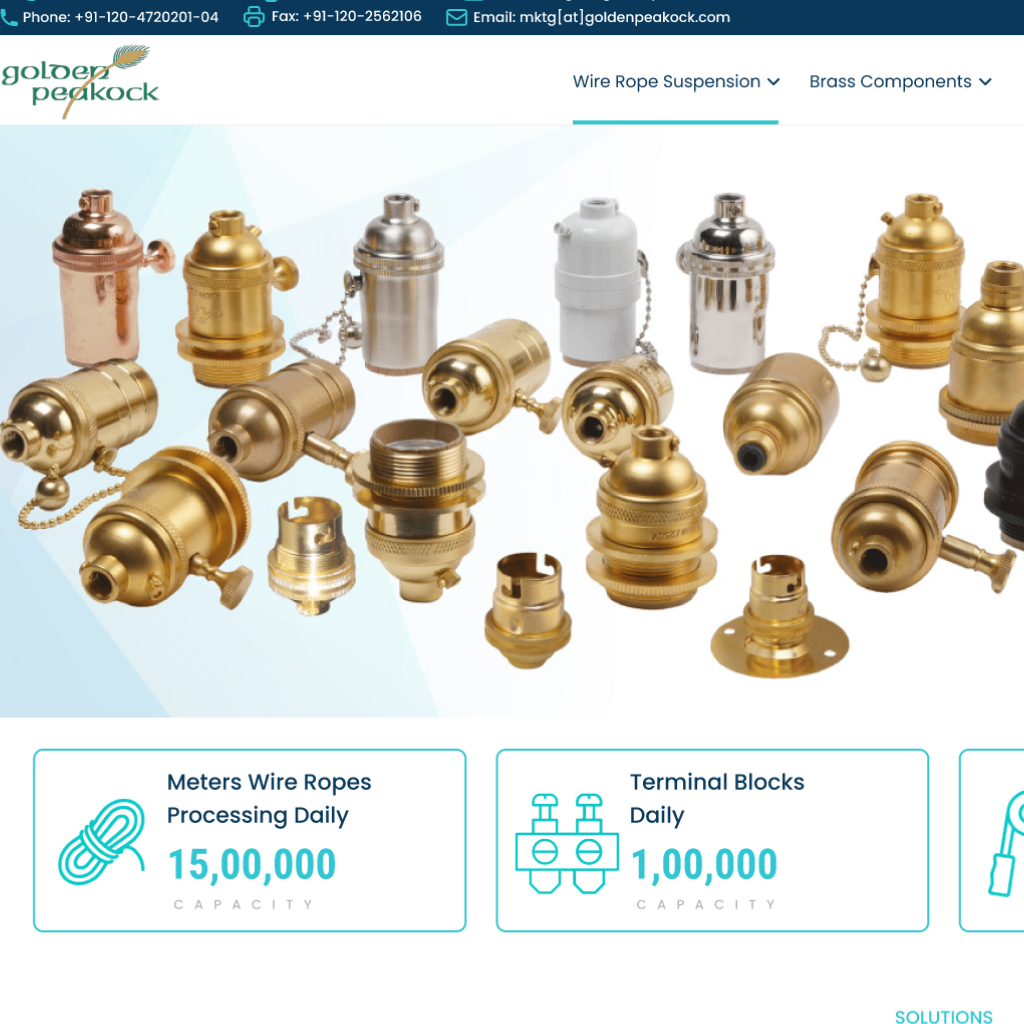 Phone: +91-120-4720201-04 Fax: +91-120-2562106 Email: mktg[at]goldenpeakock.com
golden
peakock
Wire Rope Suspension Brass Components
Meters Wire Ropes
Processing Daily
15,00,000
CAPACITY
Terminal Blocks
Daily
1,00,000
CAPACITY
SOLUTIONS